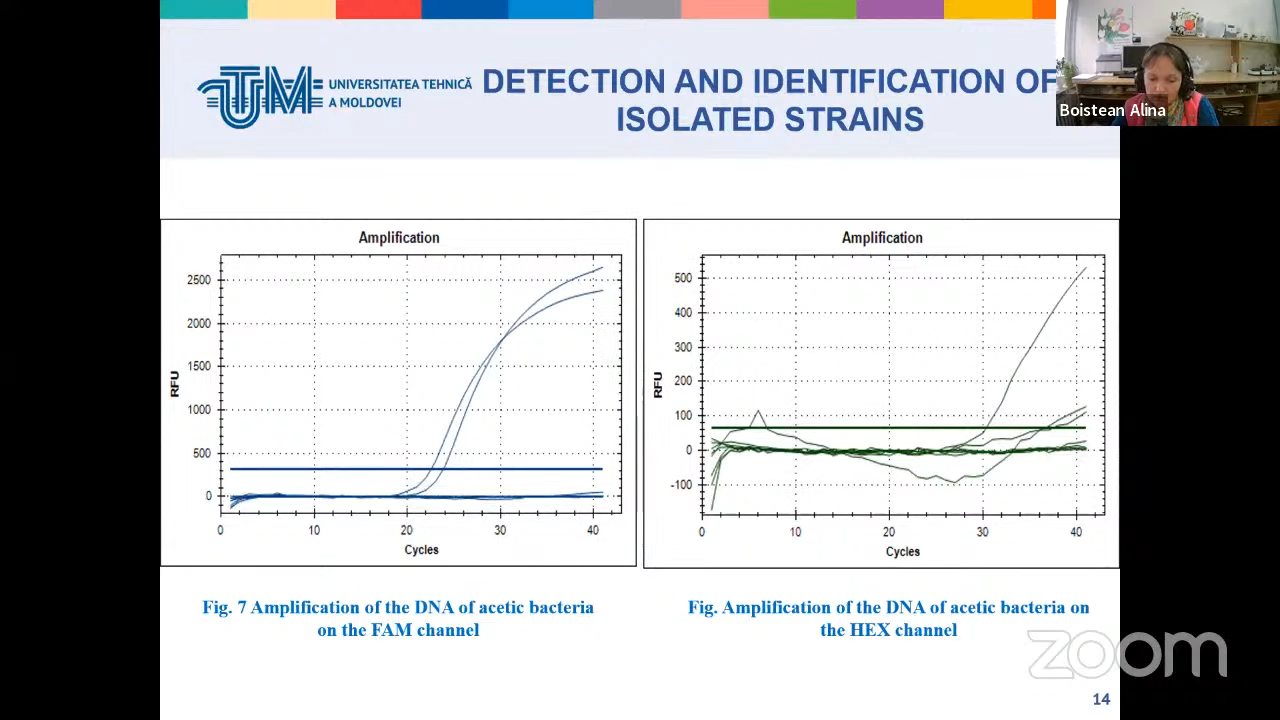 UNIVERSITATEA TEHNICĂ
A MOLDOVEI
UTM
DETECTION AND IDENTIFICATION OF
ISOLATED STRAINS
Boistean Alina
Amplification
2500
2000
1500
1000
500
0
RFU
0 10 20 30 40
Cycles
Amplification
500
400
300
200
100
0
-100
RFU
0 10 20 30 40
Cycles
Fig. 7 Amplification of the DNA of acetic bacteria
on the FAM channel
Fig. Amplification of the DNA of acetic bacteria on
the HEX channel
zoom
14